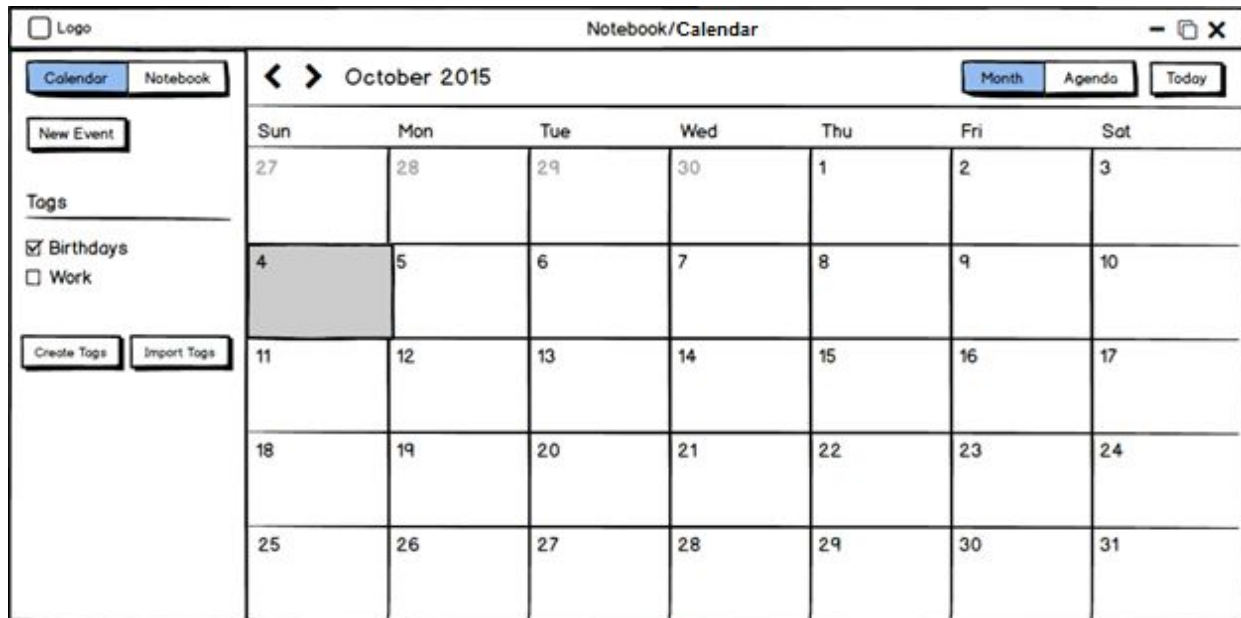 Logo
Notebook/Calendar
Calendar Notebook
October 2015
Month Agenda Today
New Event
Tags
Birthdays
Work
Create Tags Import Tags
Sun Mon Tue Wed Thu Fri Sat
27 28 29 30 1 2 3
4 5 6 7 8 9 10
11 12 13 14 15 16 17
18 19 20 21 22 23 24
25 26 27 28 29 30 31